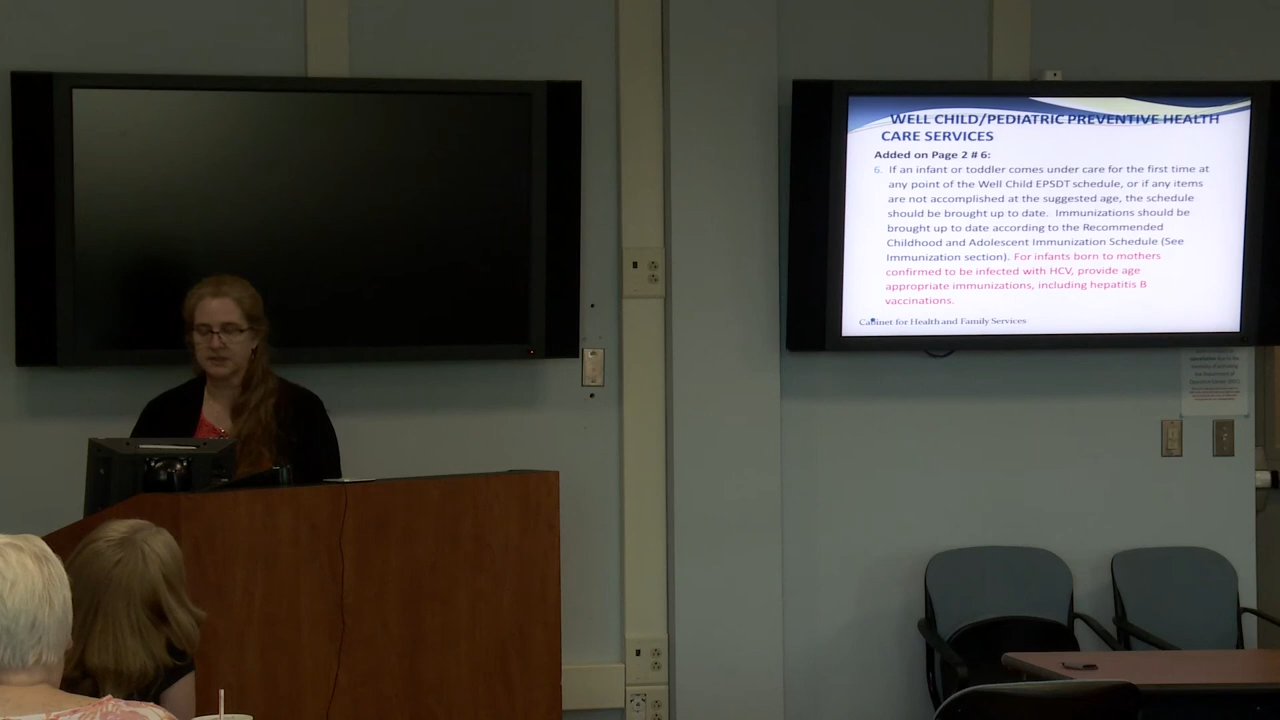 WELL CHILD/PEDIATRIC PREVENTIVE HEALTH
CARE SERVICES
Added on Page 2 # 6:
6. If an infant or toddler comes under care for the first time at
any point of the Well Child EPSDT schedule, or if any items
are not accomplished at the suggested age, the schedule
should be brought up to date. Immunizations should be
brought up to date according to the Recommended
Childhood and Adolescent Immunization Schedule (See
Immunization section). For infants born to mothers
confirmed to be infected with HCV, provide age
appropriate immunizations, including hepatitis B
vaccinations.
Cabinet for Health and Family Services